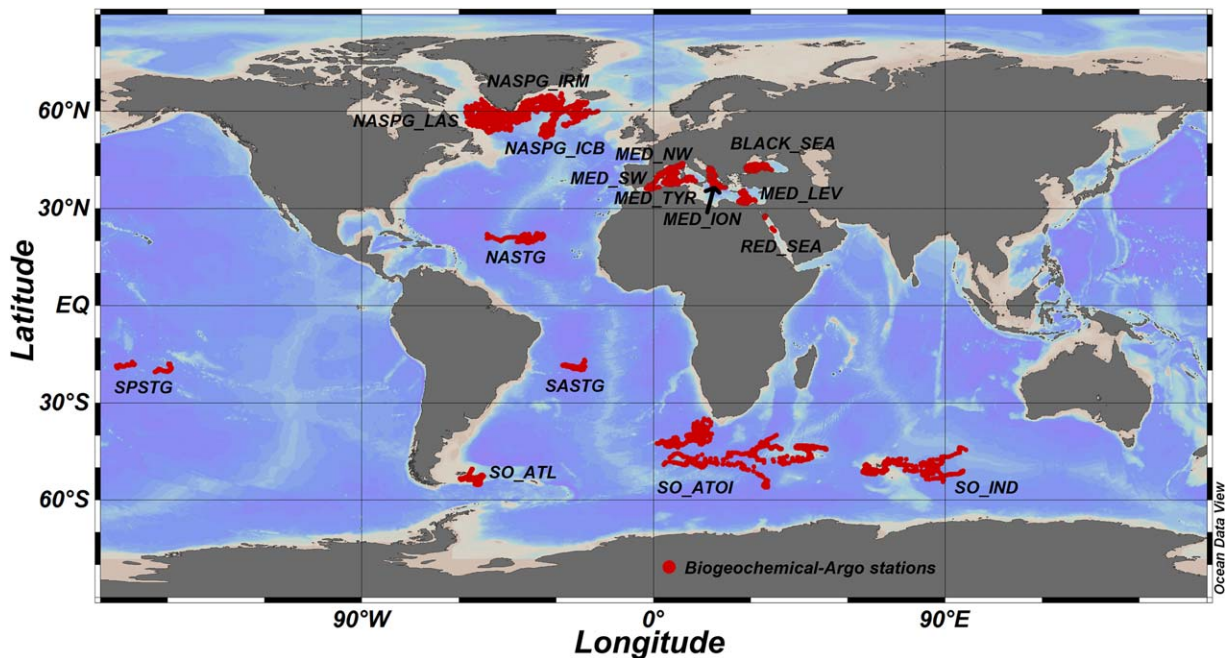 NASPG_IRM
60°N
NASPG_LAS
NASPG_ICB
MED_NW
BLACK_SEA
MED_SW
MED_TYR
MED_LEV
30°N
MED_ION
NASTG
RED_SEA
EQ
Latitude
SPSTG
SASTG
30°S
SO_ATL
SO_ATOI
SO_IND
60°S
Biogeochemical-Argo stations
Ocean Data View
90°W
0°
90°E
Longitude